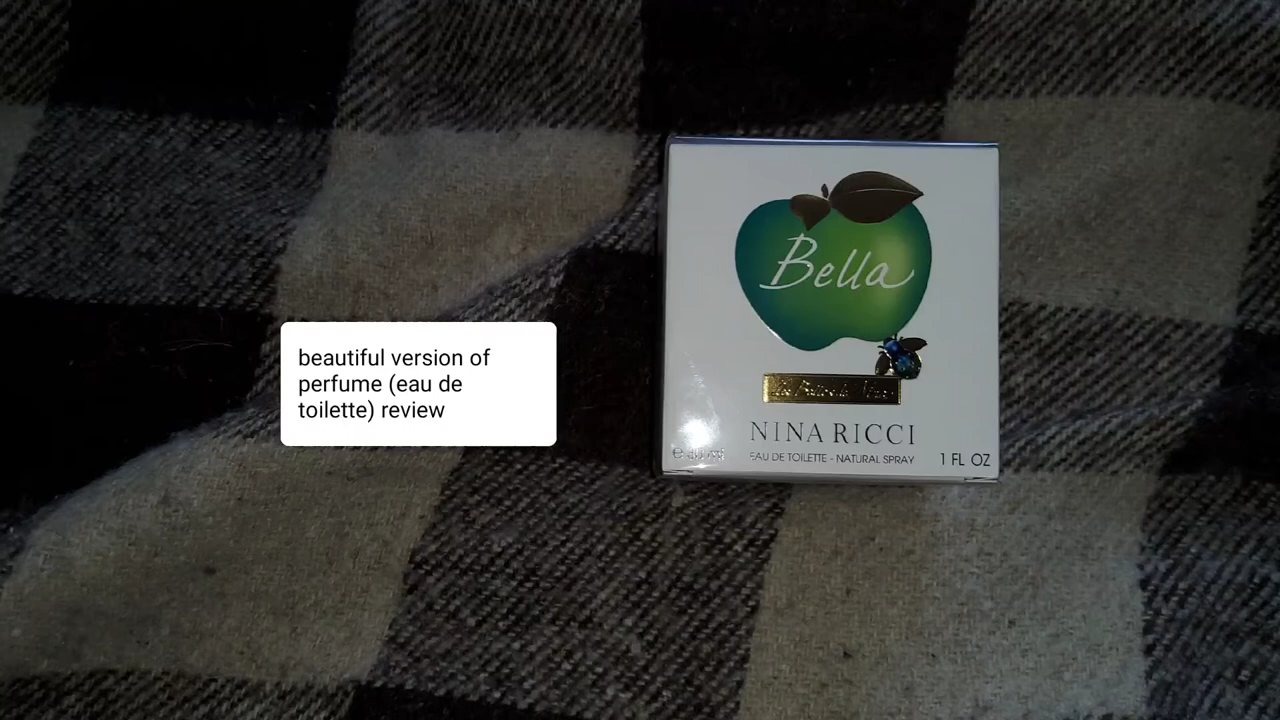 beautiful version of
perfume (eau de
toilette) review
Bella
NINA RICCI
EAU DE TOILETTE - NATURAL SPRAY
1 FL OZ